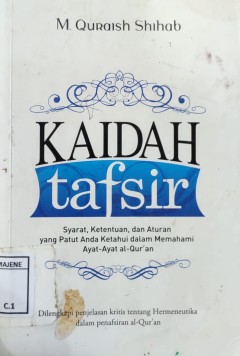 M. Quraish Shihab
KAIDAH
tafsir
Syarat, Ketentuan, dan Aturan
yang Patut Anda Ketahui dalam Memahami
Ayat-Ayat al-Qur'an
MAJENE
C.1
Dilengkapi penjelasan kritis tentang Hermeneutika
dalam penafsiran al-Qur'an